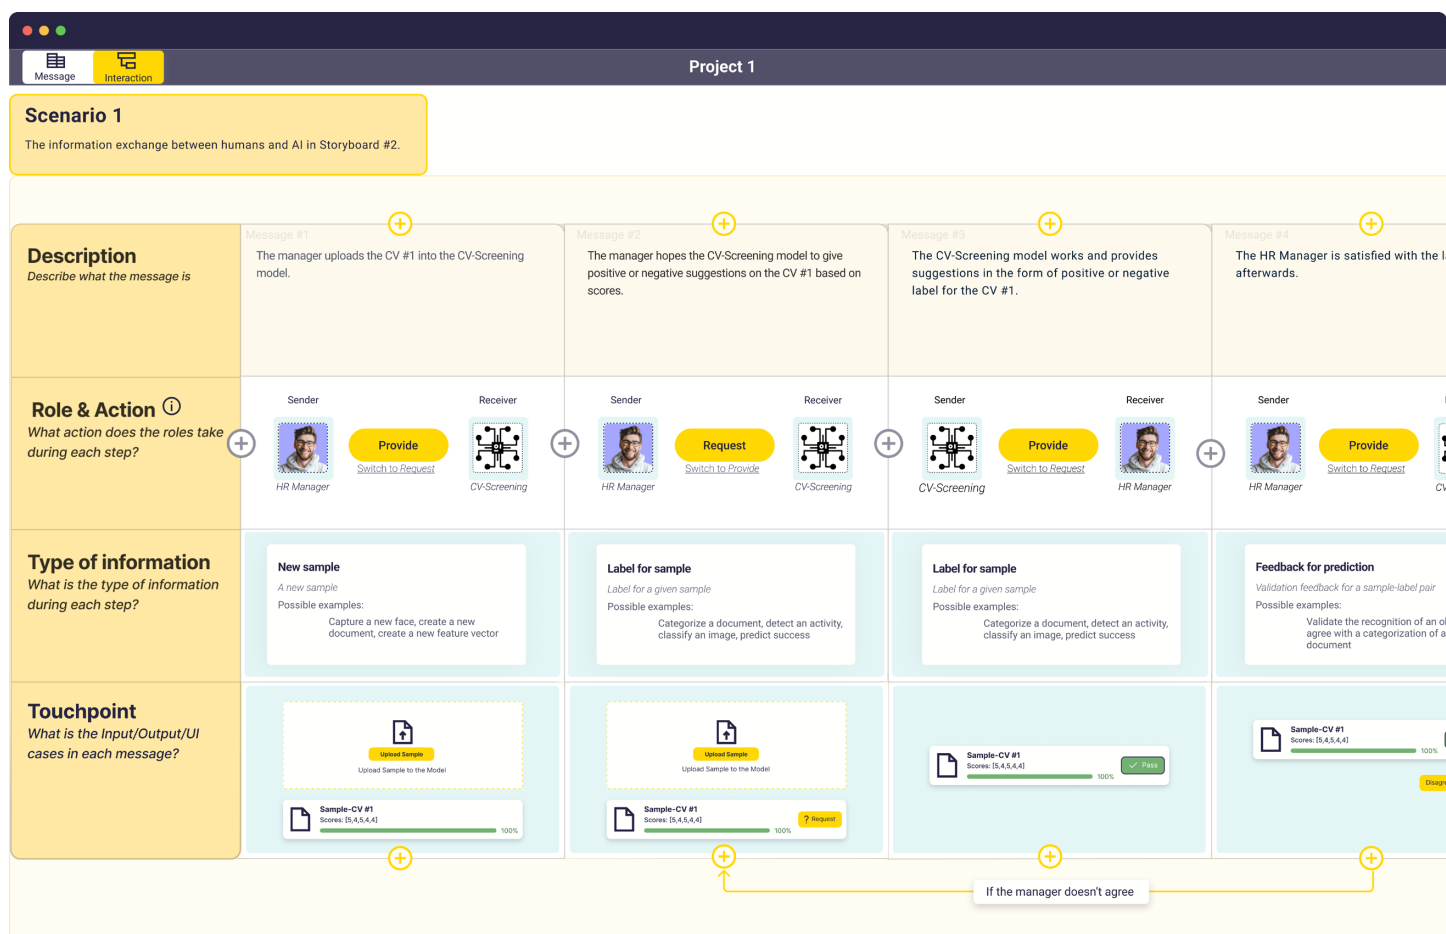 Message
Interaction
Project 1
Scenario 1
The information exchange between humans and AI in Storyboard #2.
Description
Describe what the message is
Message #1
The manager uploads the CV #1 into the CV-Screening
model.
Message #2
The manager hopes the CV-Screening model to give
positive or negative suggestions on the CV #1 based on
scores.
Message #3
The CV-Screening model works and provides
suggestions in the form of positive or negative
label for the CV #1.
Message #4
The HR Manager is satisfied with the
afterwards.
Role & Action
What action does the roles take
during each step?
Sender
Receiver
Provide
Switch to Request
HR Manager
CV-Screening
Sender
Receiver
Request
Switch to Provide
HR Manager
CV-Screening
Sender
Receiver
Provide
Switch to Request
CV-Screening
HR Manager
Sender
Provide
Switch to Request
HR Manager
Type of information
What is the type of information
during each step?
New sample
A new sample
Possible examples:
Capture a new face, create a new
document, create a new feature vector
Label for sample
Label for a given sample
Possible examples:
Categorize a document, detect an activity,
classify an image, predict success
Label for sample
Label for a given sample
Possible examples:
Categorize a document, detect an activity,
classify an image, predict success
Feedback for prediction
Validation feedback for a sample-label pair
Possible examples:
Validate the recognition of an
agree with a categorization of a
document
Touchpoint
What is the Input/Output/UI
cases in each message?
Upload Sample
Upload Sample to the Model
Sample-CV #1
Scores: [5,4,5,4,4]
100%
Upload Sample
Upload Sample to the Model
Sample-CV #1
Scores: [5,4,5,4,4]
100%
? Request
Sample-CV #1
Scores: [5,4,5,4,4]
100%
Pass
Sample-CV #1
Scores: [5,4,5,4,4]
100%
If the manager doesn't agree